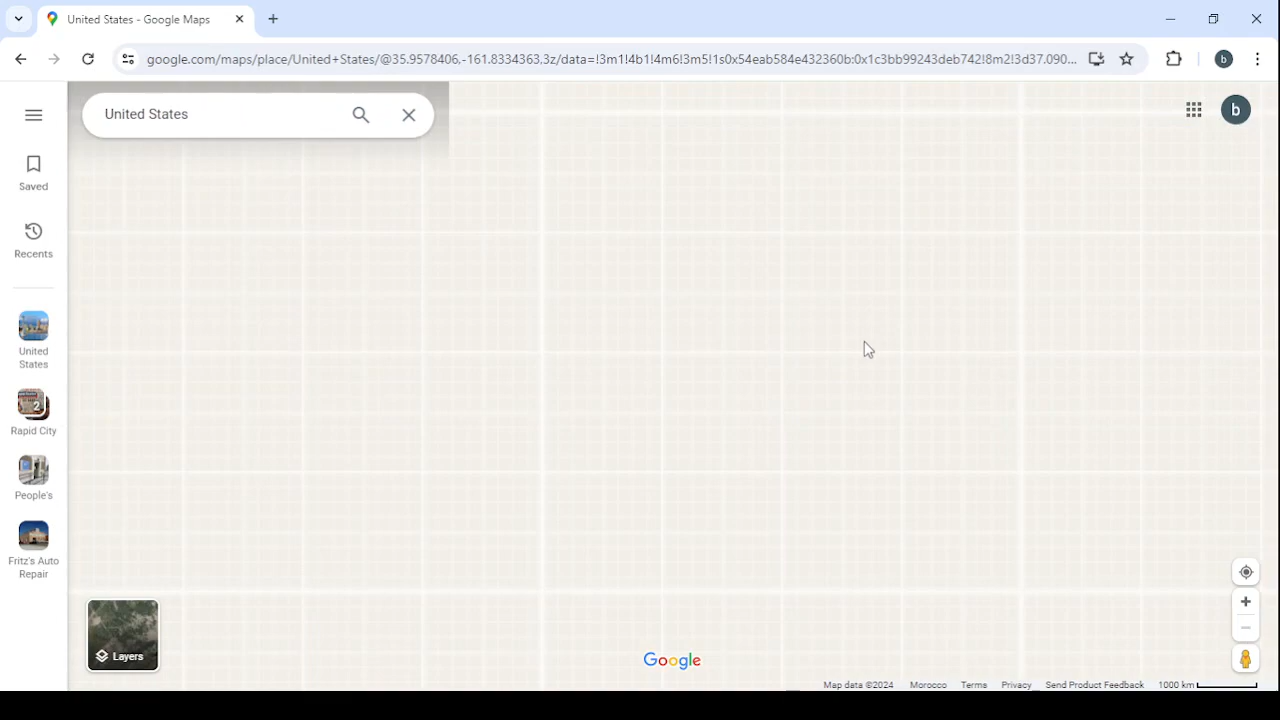 United States - Google Maps
google.com/maps/place/United+States/@35.9578406,-161.8334363,3z/data=!3m1!4b1!4m6!3m5!1s0x54eab584e432360b:0x1c3bb99243deb742!8m2!3d37.090...
b
United States
b
Saved
Recents
United
States
2
Rapid City
People's
Fritz's Auto
Repair
Layers
Google
Map data ©2024 Morocco Terms Privacy Send Product Feedback 1000 km